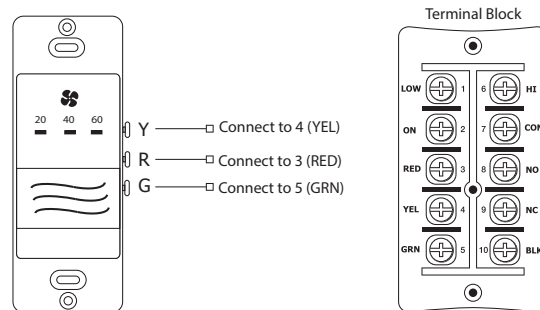 Terminal Block
20 40 60
Y Connect to 4 (YEL)
R Connect to 3 (RED)
G Connect to 5 (GRN)
LOW 1 6 HI
ON 2 7 COM
RED 3 8 NO
YEL 4 9 NC
GRN 5 10 BLK